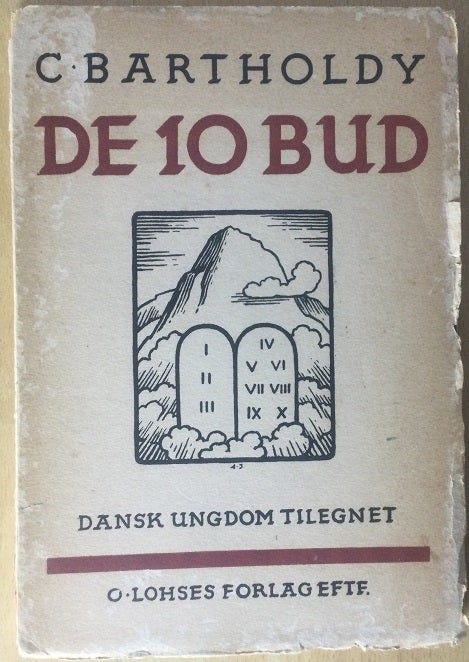 C·BARTHOLDY
DE 10 BUD
I
II
III
IV
V VI
VII VIII
IX X
DANSK UNGDOM TILEGNET
O·LOHSES FORLAG EFTF.